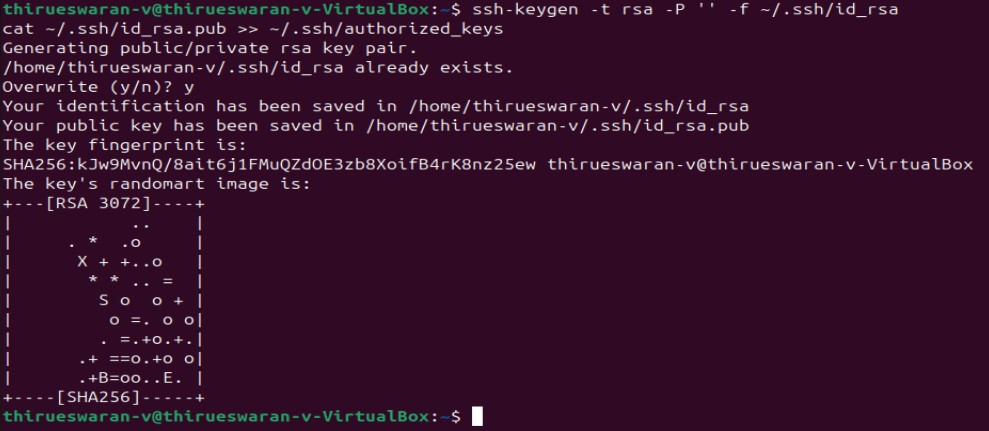 thirueswaran-v@thirueswaran-v-VirtualBox:~$ ssh-keygen -t rsa -P '' -f ~/.ssh/id_rsa
cat ~/.ssh/id_rsa.pub >> ~/.ssh/authorized_keys
Generating public/private rsa key pair.
/home/thirueswaran-v/.ssh/id_rsa already exists.
Overwrite (y/n)? y
Your identification has been saved in /home/thirueswaran-v/.ssh/id_rsa
Your public key has been saved in /home/thirueswaran-v/.ssh/id_rsa.pub
The key fingerprint is:
SHA256:kJw9MvnQ/8ait6j1FMuQZdOE3zb8XoifB4rK8nz25ew thirueswaran-v@thirueswaran-v-VirtualBox
The key's randomart image is:
+---[RSA 3072]----+
|            ..   |
|      . *  .o    |
|       X + +..o  |
|        * * .. = |
|         S o  o +|
|          o =. o o|
|         . =.+o.+.|
|       .+ ==o.+o o|
|       .+B=oo..E. |
+----[SHA256]-----+
thirueswaran-v@thirueswaran-v-VirtualBox:~$